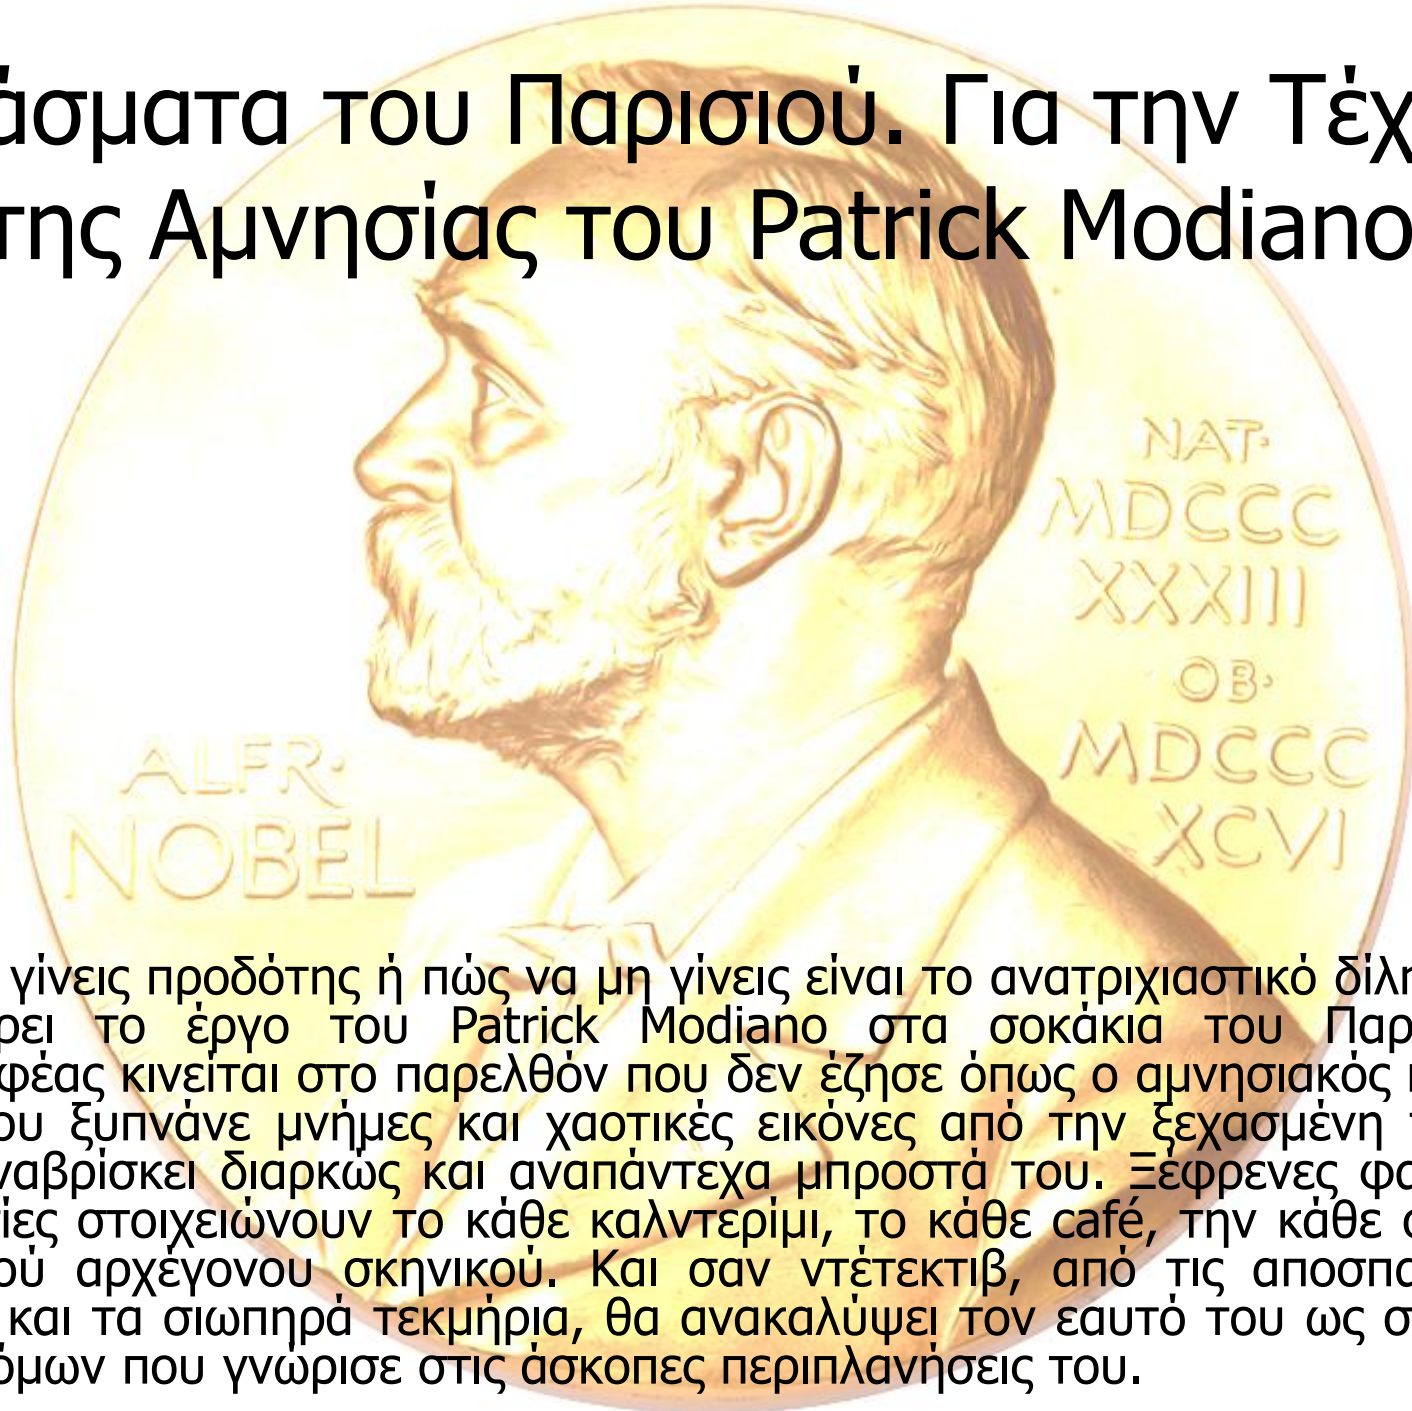 άσματα του Παρισιού. Για την Τέχ
της Αμνησίας του Patrick Modiano
NAT·
MDCCC
XXXIII
OB·
MDCCC
XCVI
ALFR·
NOBEL
γίνεις προδότης ή πώς να μη γίνεις είναι το ανατριχιαστικό δίλη
ρει το έργο του Patrick Modiano στα σοκάκια του Παρ
φέας κινείται στο παρελθόν που δεν έζησε όπως ο αμνησιακός
ου ξυπνάνε μνήμες και χαοτικές εικόνες από την ξεχασμένη
ναβρίσκει διαρκώς και αναπάντεχα μπροστά του. Ξέφρενες φα
ίες στοιχειώνουν το κάθε καλντερίμι, το κάθε café, την κάθε
ού αρχέγονου σκηνικού. Και σαν ντέτεκτιβ, από τις αποσπα
και τα σιωπηρά τεκμήρια, θα ανακαλύψει τον εαυτό του ως σ
όμων που γνώρισε στις άσκοπες περιπλανήσεις του.